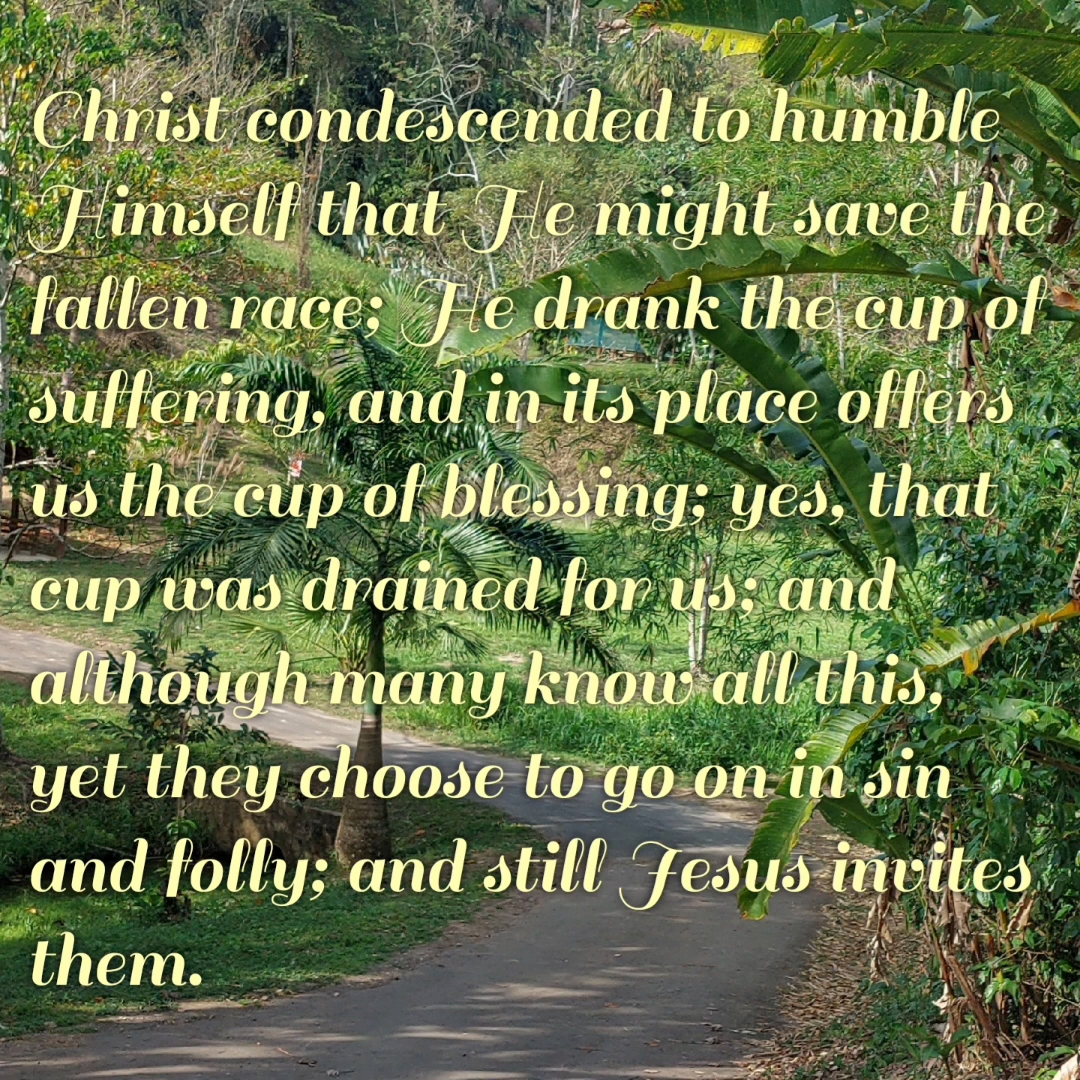 Christ condescended to humble
Himself that He might save the
fallen race; He drank the cup of
suffering, and in its place offers
us the cup of blessing; yes, that
cup was drained for us; and
although many know all this,
yet they choose to go on in sin
and folly; and still Jesus invites
them.